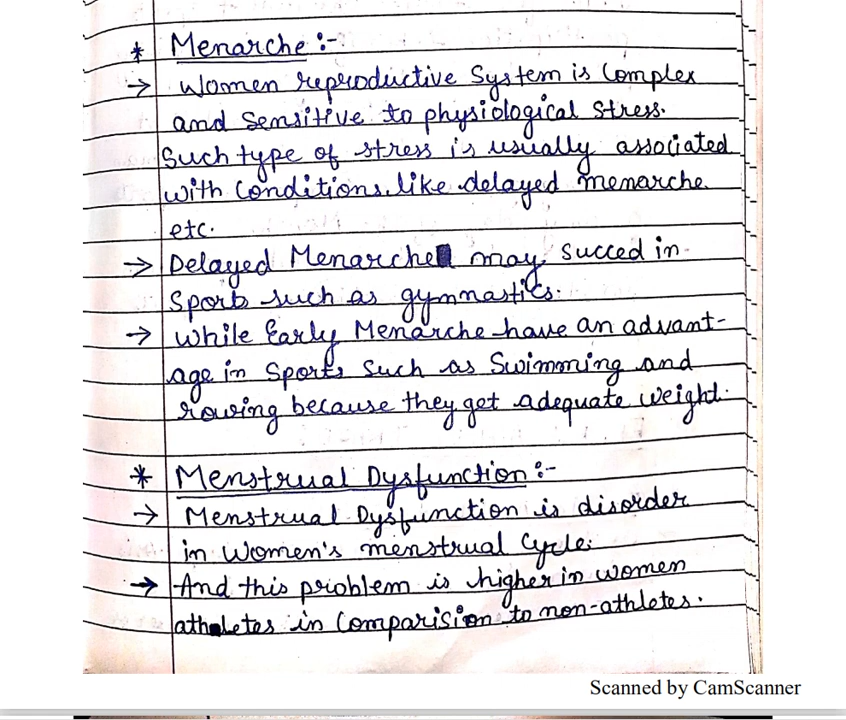 * Menarche :-
→ Women reproductive System is Complex
and Sensitive to physiological Stress.
Such type of stress is usually associated
with Conditions like delayed menarche
etc.
→ Delayed Menarche may Succed in
Sports such as gymnastics.
→ While Early Menarche have an advant-
age in Sports Such as Swimming and
rowing because they get adequate weight.
* Menstrual Dysfunction :-
→ Menstrual Dysfunction is disorder
in Women's menstrual Cycle.
→ And this problem is higher in women
athletes in Comparision to non-athletes.
Scanned by CamScanner